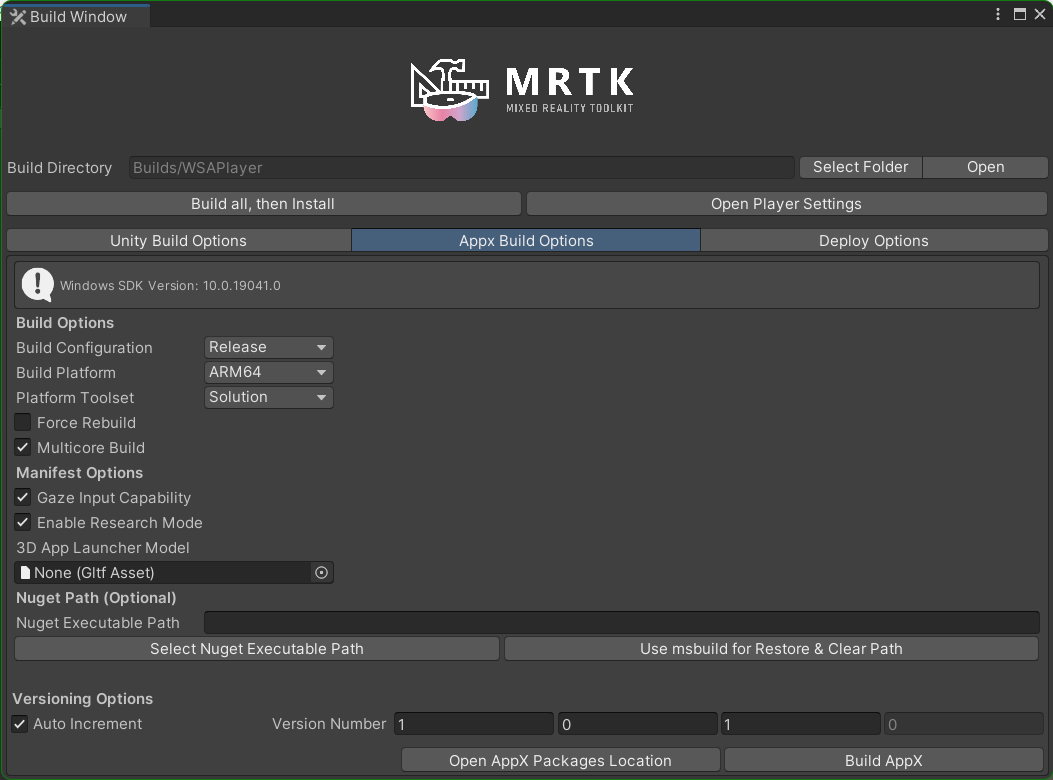 Build Window
MRTK
MIXED REALITY TOOLKIT
Build Directory Builds/WSAPlayer Select Folder Open
Build all, then Install Open Player Settings
Unity Build Options Appx Build Options Deploy Options
Windows SDK Version: 10.0.19041.0
Build Options
Build Configuration Release
Build Platform ARM64
Platform Toolset Solution
Force Rebuild
Multicore Build
Manifest Options
Gaze Input Capability
Enable Research Mode
3D App Launcher Model
None (Gltf Asset)
Nuget Path (Optional)
Nuget Executable Path
Select Nuget Executable Path Use msbuild for Restore & Clear Path
Versioning Options
Auto Increment Version Number 1 0 1 0
Open AppX Packages Location Build AppX